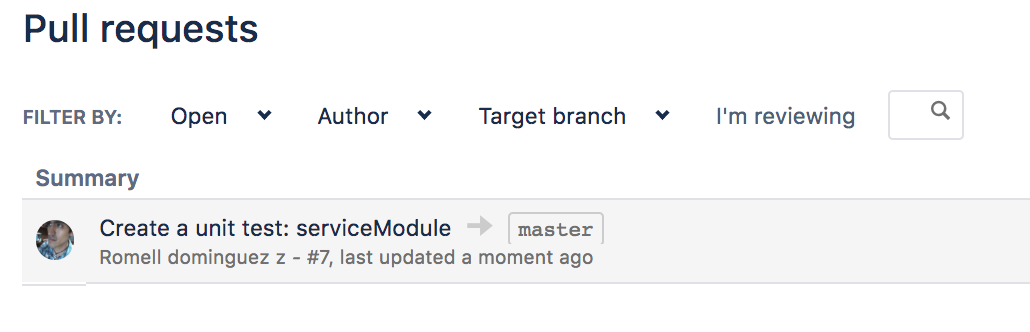 Pull requests
FILTER BY: Open Author Target branch I'm reviewing
Summary
Create a unit test: serviceModule master
Romell dominguez z - #7, last updated a moment ago